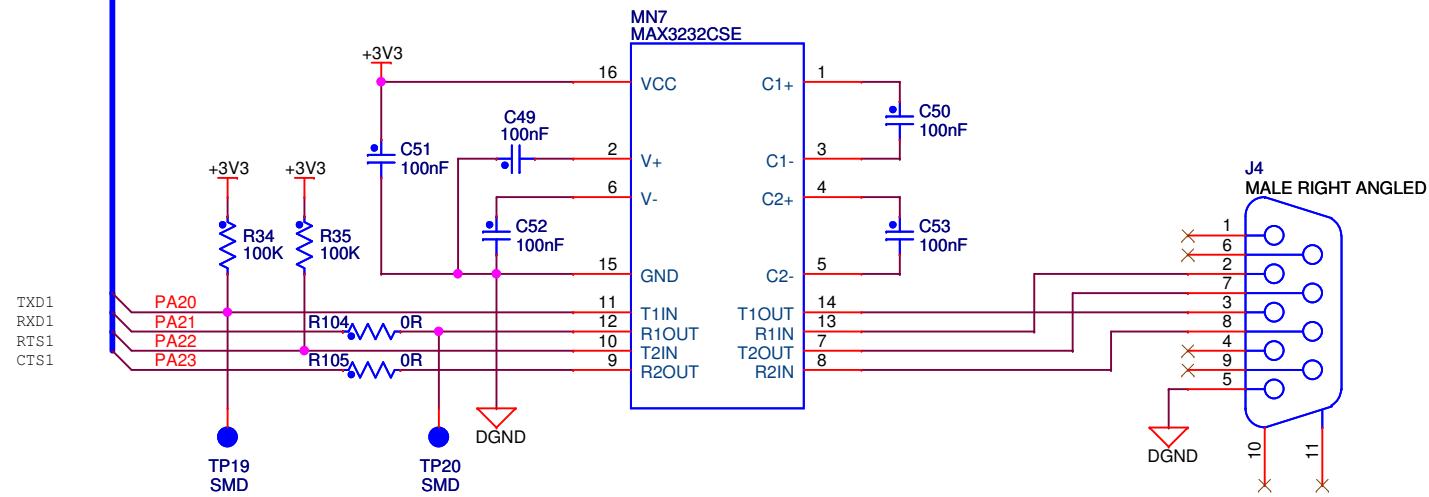 MN7
MAX3232CSE
+3V3
16 VCC C1+ 1
C49
100nF
C50
100nF
C51
100nF
2 V+ C1- 3
+3V3 +3V3
6 V- C2+ 4
J4
MALE RIGHT ANGLED
R34
100K
R35
100K
C52
100nF
C53
100nF
15 GND C2- 5
1
6
2
7
3
8
4
9
5
TXD1 PA20 11 T1IN T1OUT 14
RXD1 PA21 R104 0R 12 R1OUT R1IN 13
RTS1 PA22 10 T2IN T2OUT 7
CTS1 PA23 R105 0R 9 R2OUT R2IN 8
DGND
DGND
10 11
TP19
SMD
TP20
SMD